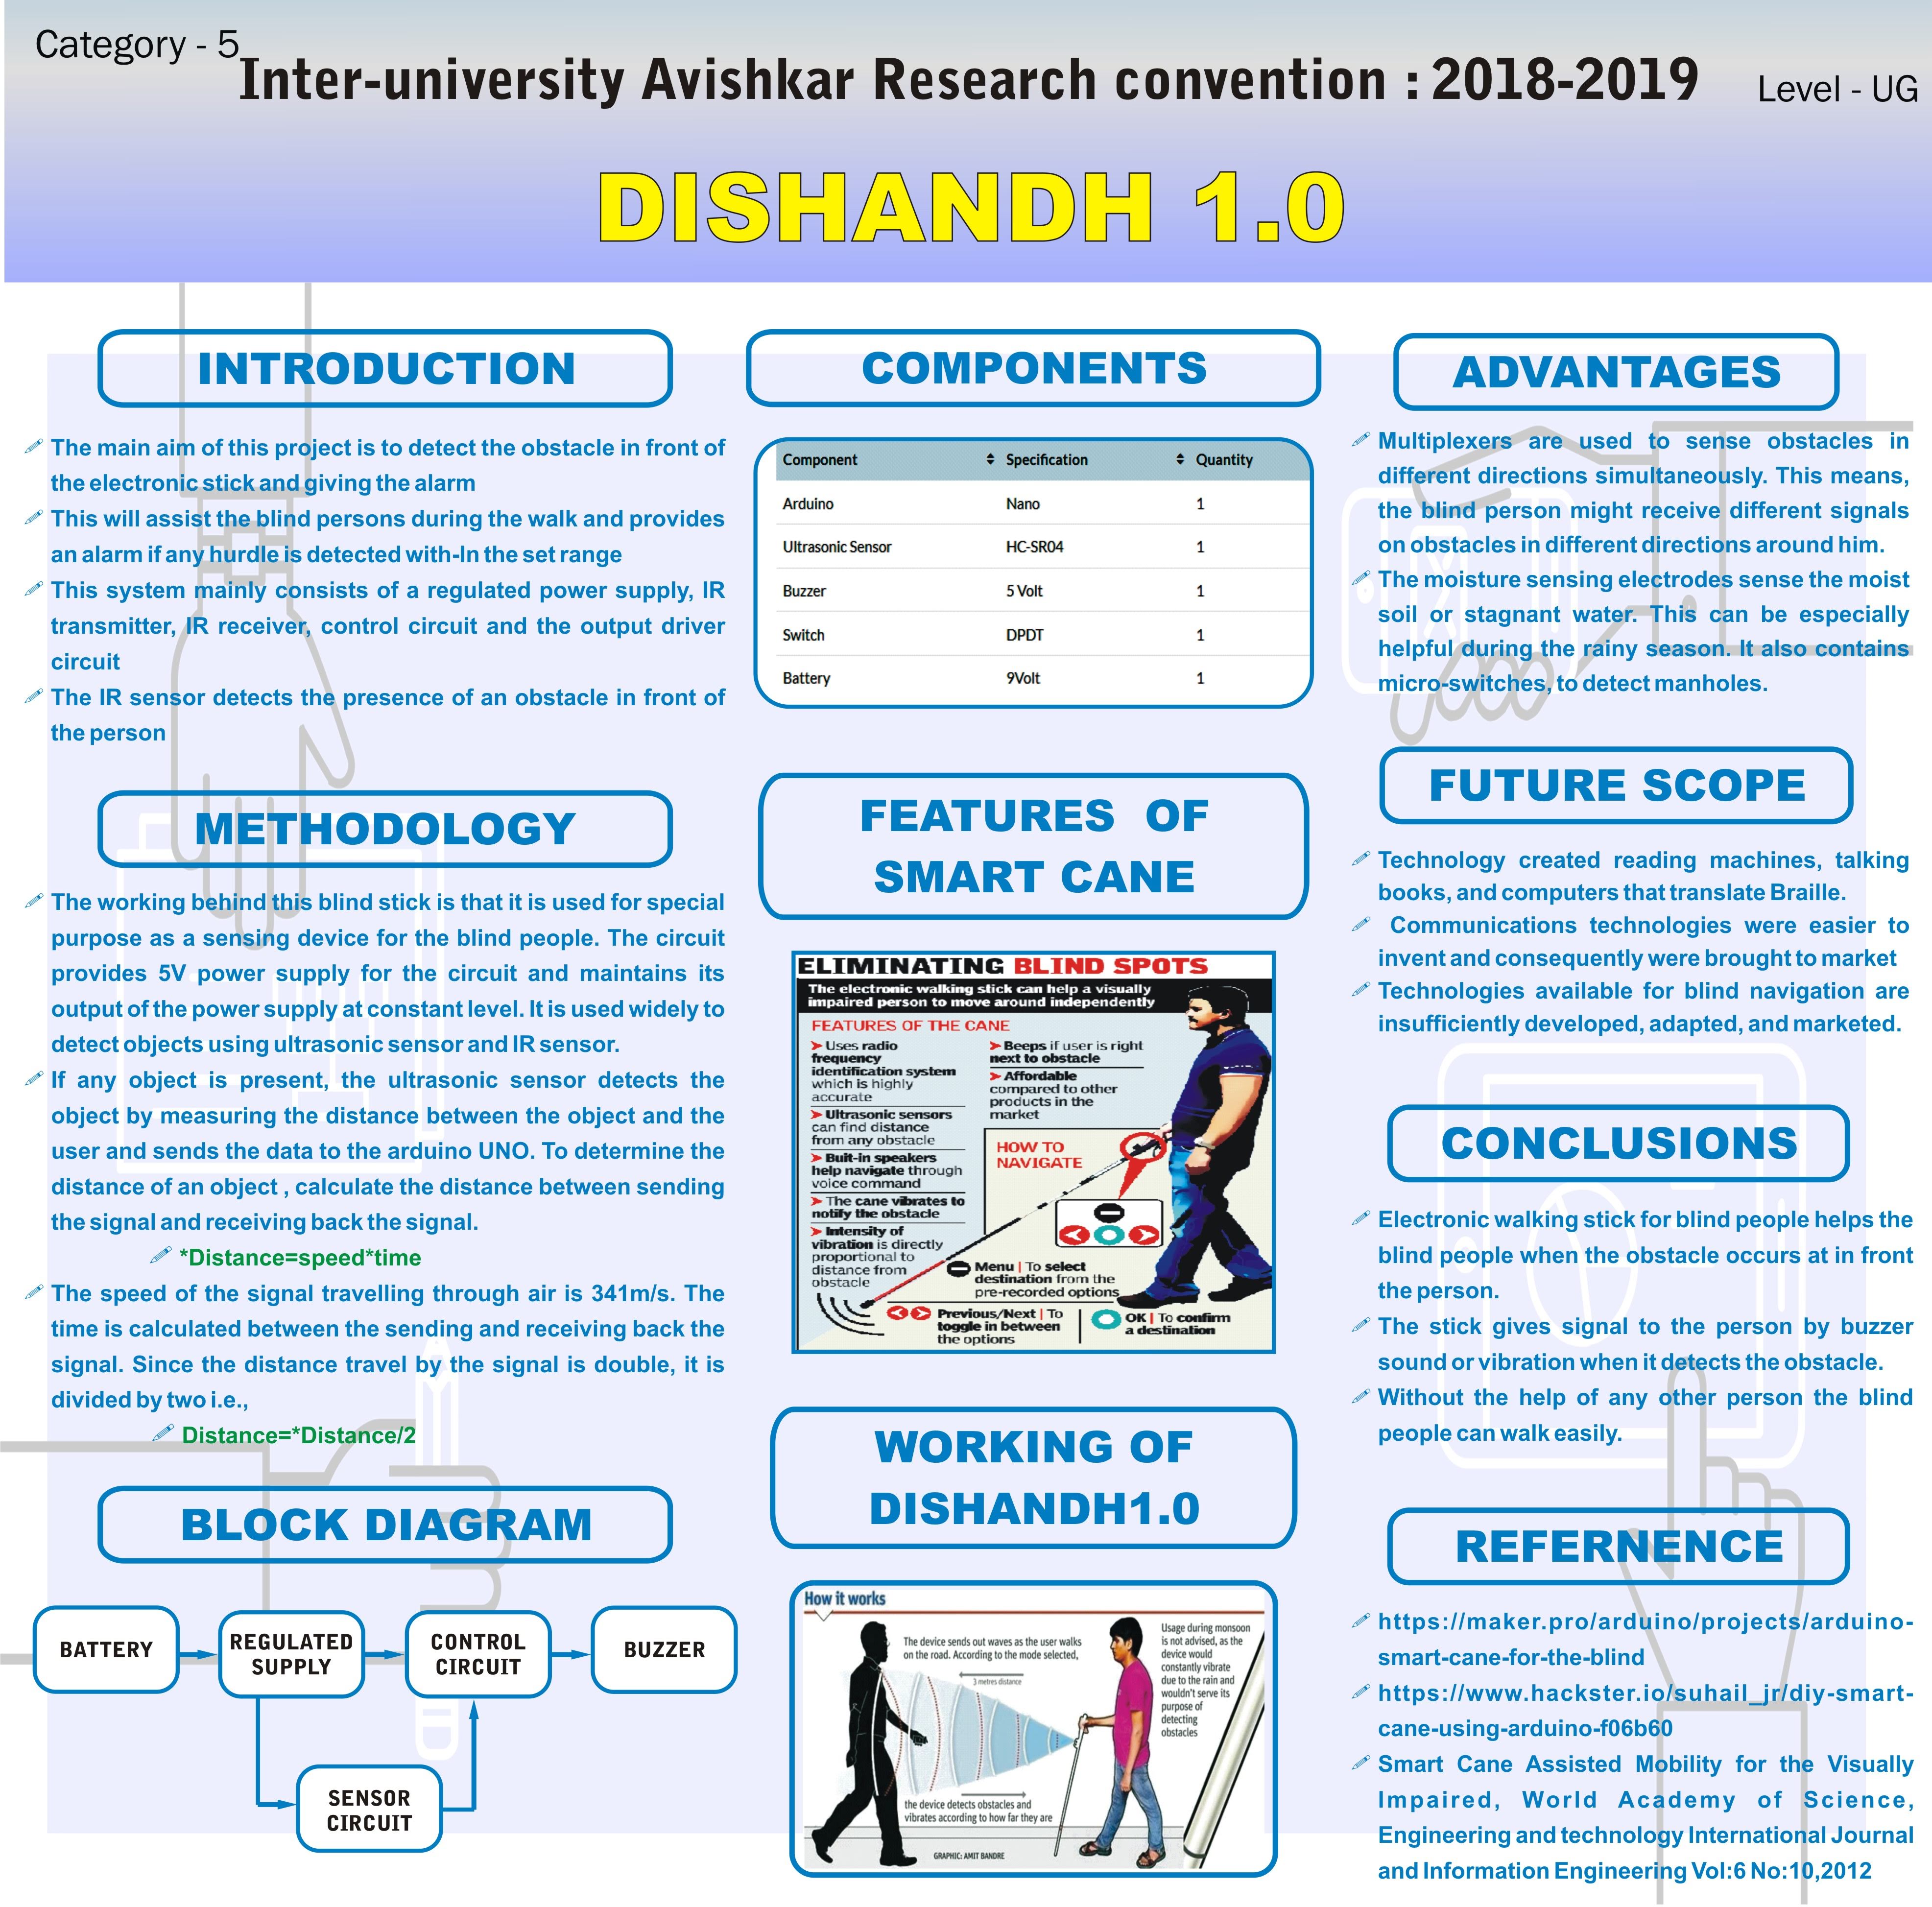 Category - 5
Inter-university Avishkar Research convention : 2018-2019
Level - UG
DISHANDH 1.0
INTRODUCTION
The main aim of this project is to detect the obstacle in front of
the electronic stick and giving the alarm
This will assist the blind persons during the walk and provides
an alarm if any hurdle is detected with-In the set range
This system mainly consists of a regulated power supply, IR
transmitter, IR receiver, control circuit and the output driver
circuit
The IR sensor detects the presence of an obstacle in front of
the person
METHODOLOGY
The working behind this blind stick is that it is used for special
purpose as a sensing device for the blind people. The circuit
provides 5V power supply for the circuit and maintains its
output of the power supply at constant level. It is used widely to
detect objects using ultrasonic sensor and IR sensor.
If any object is present, the ultrasonic sensor detects the
object by measuring the distance between the object and the
user and sends the data to the arduino UNO. To determine the
distance of an object , calculate the distance between sending
the signal and receiving back the signal.
*Distance=speed*time
The speed of the signal travelling through air is 341m/s. The
time is calculated between the sending and receiving back the
signal. Since the distance travel by the signal is double, it is
divided by two i.e.,
Distance=*Distance/2
BLOCK DIAGRAM
BATTERY
REGULATED
SUPPLY
CONTROL
CIRCUIT
BUZZER
SENSOR
CIRCUIT
COMPONENTS
Component Specification Quantity
Arduino Nano 1
Ultrasonic Sensor HC-SR04 1
Buzzer 5 Volt 1
Switch DPDT 1
Battery 9Volt 1
FEATURES OF
SMART CANE
ELIMINATING BLIND SPOTS
The electronic walking stick can help a visually
impaired person to move around independently
FEATURES OF THE CANE
Uses radio
frequency
identification system
which is highly
accurate
Ultrasonic sensors
can find distance
from any obstacle
Buit-in speakers
help navigate through
voice command
The cane vibrates to
notify the obstacle
Intensity of
vibration is directly
proportional to
distance from
obstacle
Beeps if user is right
next to obstacle
Affordable
compared to other
products in the
market
HOW TO
NAVIGATE
Menu | To select
destination from the
pre-recorded options
Previous/Next | To
toggle in between
the options
OK | To confirm
a destination
WORKING OF
DISHANDH1.0
How it works
The device sends out waves as the user walks
on the road. According to the mode selected,
3 metres distance
the device detects obstacles and
vibrates according to how far they are
Usage during monsoon
is not advised, as the
device would
constantly vibrate
due to the rain and
wouldn't serve its
purpose of
detecting
obstacles
GRAPHIC: AMIT BANDRE
ADVANTAGES
Multiplexers are used to sense obstacles in
different directions simultaneously. This means,
the blind person might receive different signals
on obstacles in different directions around him.
The moisture sensing electrodes sense the moist
soil or stagnant water. This can be especially
helpful during the rainy season. It also contains
micro-switches, to detect manholes.
FUTURE SCOPE
Technology created reading machines, talking
books, and computers that translate Braille.
Communications technologies were easier to
invent and consequently were brought to market
Technologies available for blind navigation are
insufficiently developed, adapted, and marketed.
CONCLUSIONS
Electronic walking stick for blind people helps the
blind people when the obstacle occurs at in front
the person.
The stick gives signal to the person by buzzer
sound or vibration when it detects the obstacle.
Without the help of any other person the blind
people can walk easily.
REFERNENCE
https://maker.pro/arduino/projects/arduino-
smart-cane-for-the-blind
https://www.hackster.io/suhail_jr/diy-smart-
cane-using-arduino-f06b60
Smart Cane Assisted Mobility for the Visually
Impaired, World Academy of Science,
Engineering and technology International Journal
and Information Engineering Vol:6 No:10,2012